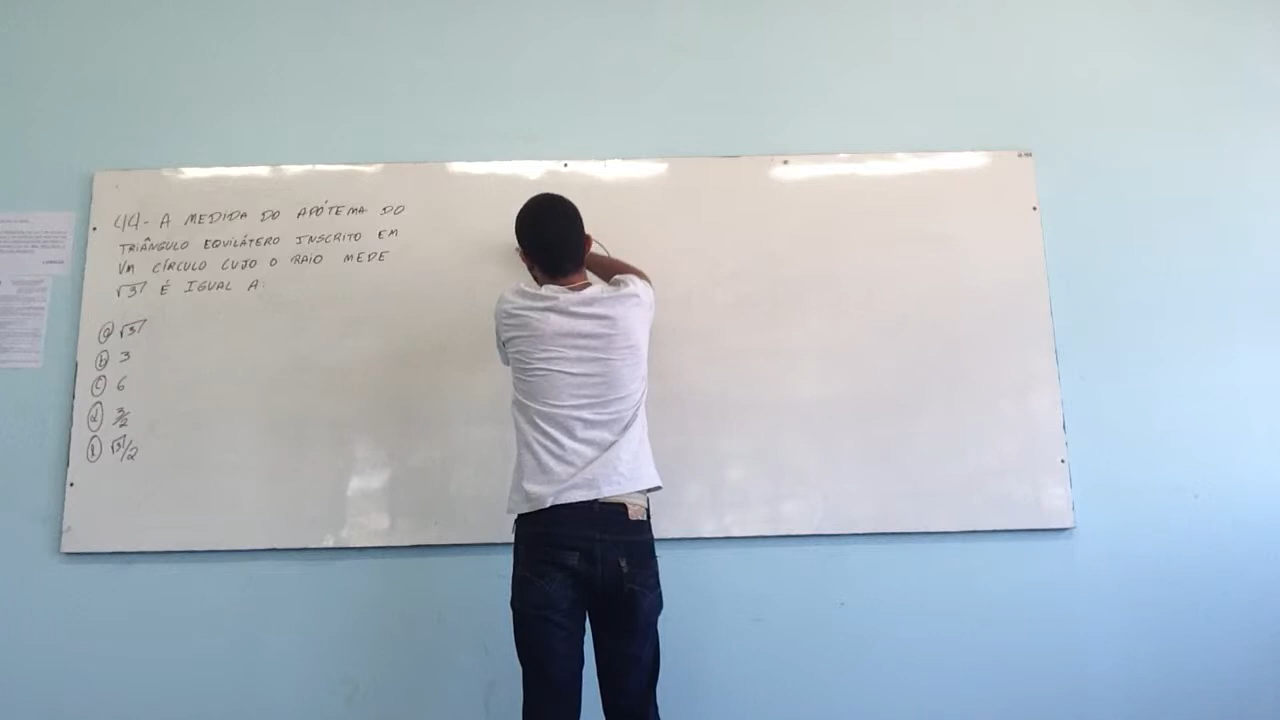 44- A MEDIDA DO APÓTEMA DO
TRIÂNGULO EQUILÁTERO INSCRITO EM
UM CÍRCULO CUJO O RAIO MEDE
√3 É IGUAL A:
a √3
b 3
c 6
d 3/2
e √3/2